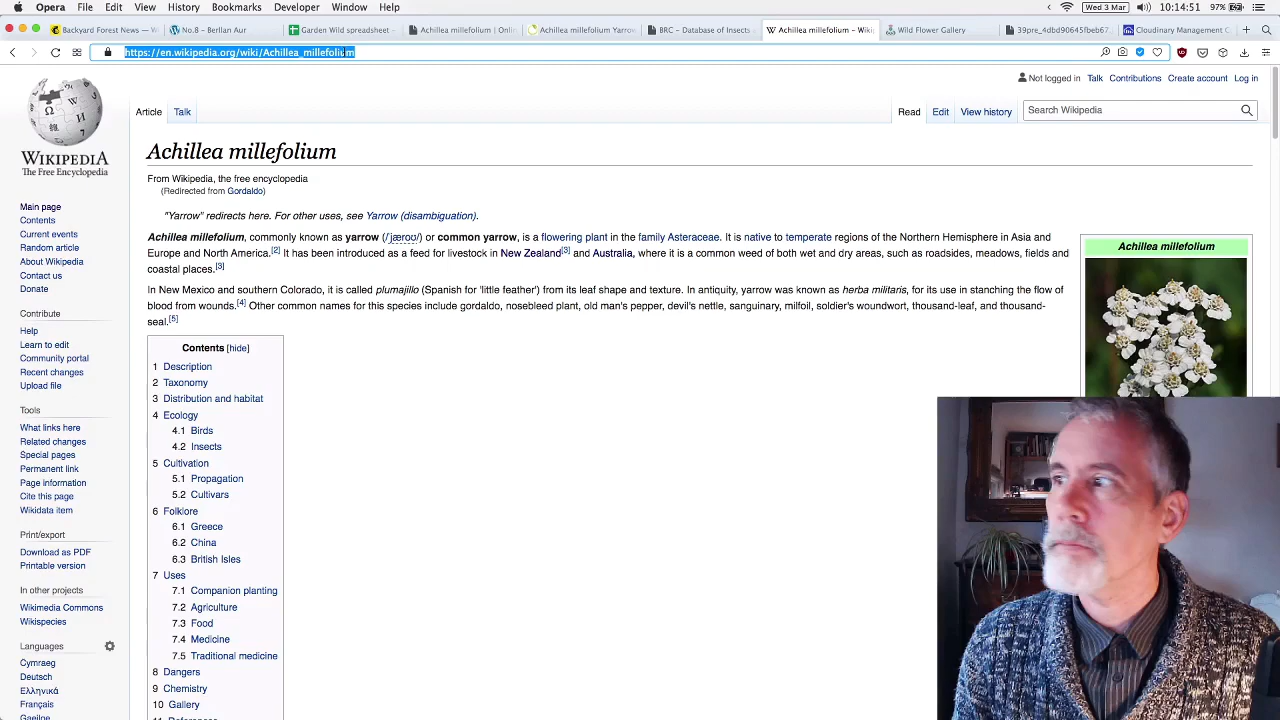 Opera File Edit View History Bookmarks Developer Window Help Wed 3 Mar 10:14:51 97%
Backyard Forest News — W No.8 – Berilan Aur Garden Wild spreadsheet - Achillea millefolium | Onli Achillea millefolium Yarrow BRC – Database of Insects Achillea millefolium – Wiki Wild Flower Gallery 39pre_4dbd90645fbeb67. Cloudinary Management C
https://en.wikipedia.org/wiki/Achillea_millefolium
Not logged in Talk Contributions Create account Log in
Article Talk Read Edit View history Search Wikipedia
WIKIPEDIA
The Free Encyclopedia
Main page
Contents
Current events
Random article
About Wikipedia
Contact us
Donate
Contribute
Help
Learn to edit
Community portal
Recent changes
Upload file
Tools
What links here
Related changes
Special pages
Permanent link
Page information
Cite this page
Wikidata item
Print/export
Download as PDF
Printable version
In other projects
Wikimedia Commons
Wikispecies
Languages
Cymraeg
Deutsch
Ελληνικά
Français
Gaeilge
Achillea millefolium
From Wikipedia, the free encyclopedia
(Redirected from Gordaldo)
"Yarrow" redirects here. For other uses, see Yarrow (disambiguation).
Achillea millefolium, commonly known as yarrow (/ˈjæroʊ/) or common yarrow, is a flowering plant in the family Asteraceae. It is native to temperate regions of the Northern Hemisphere in Asia and
Europe and North America.[2] It has been introduced as a feed for livestock in New Zealand[3] and Australia, where it is a common weed of both wet and dry areas, such as roadsides, meadows, fields and
coastal places.[3]
In New Mexico and southern Colorado, it is called plumajillo (Spanish for 'little feather') from its leaf shape and texture. In antiquity, yarrow was known as herba militaris, for its use in stanching the flow of
blood from wounds.[4] Other common names for this species include gordaldo, nosebleed plant, old man's pepper, devil's nettle, sanguinary, milfoil, soldier's woundwort, thousand-leaf, and thousand-
seal.[5]
Contents [hide]
1 Description
2 Taxonomy
3 Distribution and habitat
4 Ecology
4.1 Birds
4.2 Insects
5 Cultivation
5.1 Propagation
5.2 Cultivars
6 Folklore
6.1 Greece
6.2 China
6.3 British Isles
7 Uses
7.1 Companion planting
7.2 Agriculture
7.3 Food
7.4 Medicine
7.5 Traditional medicine
8 Dangers
9 Chemistry
10 Gallery
11 References
Achillea millefolium